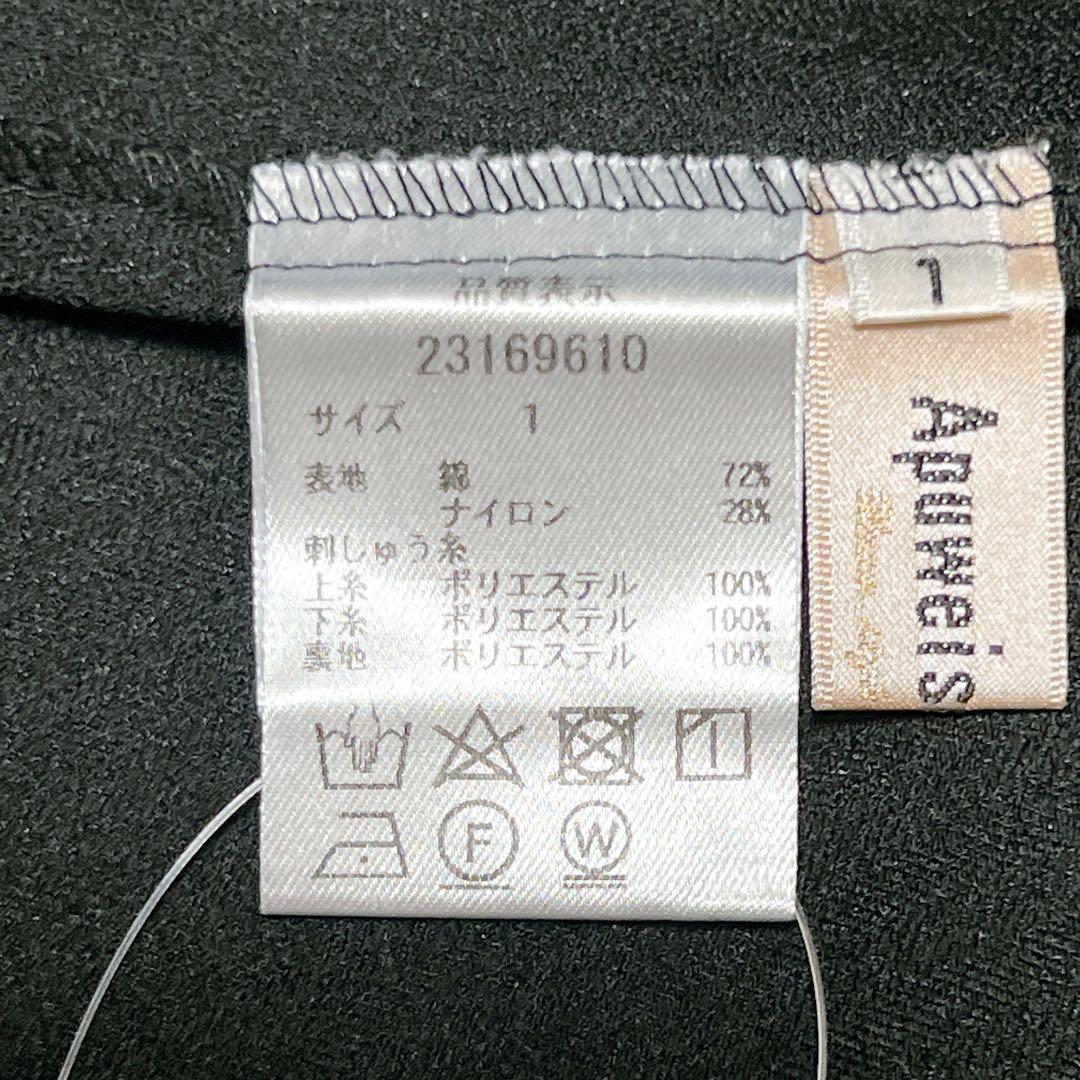 品質表示
23169610
サイズ 1
表地 綿 72%
ナイロン 28%
刺しゅう糸
上糸 ポリエステル 100%
下糸 ポリエステル 100%
裏地 ポリエステル 100%
F
W
1
Apuweis